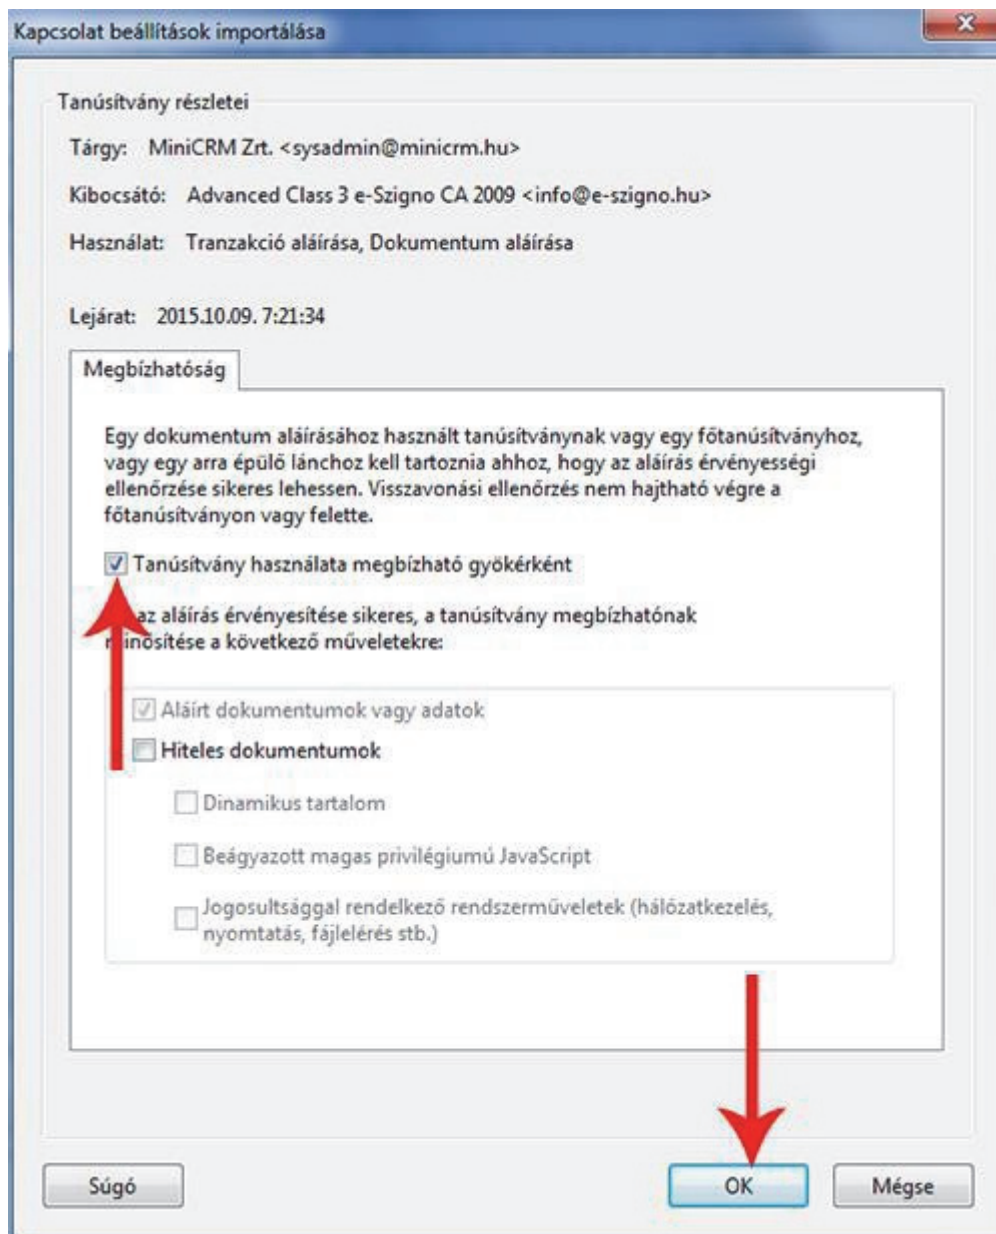 Kapcsolat beállítások importálása
Tanúsítvány részletei
Tárgy: MiniCRM Zrt. <sysadmin@minicrm.hu>
Kibocsátó: Advanced Class 3 e-Szigno CA 2009 <info@e-szigno.hu>
Használat: Tranzakció aláírása, Dokumentum aláírása
Lejárat: 2015.10.09. 7:21:34
Megbízhatóság
Egy dokumentum aláírásához használt tanúsítványnak vagy egy főtanúsítványhoz,
vagy egy arra épülő lánchoz kell tartoznia ahhoz, hogy az aláírás érvényességi
ellenőrzése sikeres lehessen. Visszavonási ellenőrzés nem hajtható végre a
főtanúsítványon vagy felette.
Tanúsítvány használata megbízható gyökérként
az aláírás érvényesítése sikeres, a tanúsítvány megbízhatónak
a következő műveletekre:
Aláírt dokumentumok vagy adatok
Hiteles dokumentumok
Dinamikus tartalom
Beágyazott magas privilégiumú JavaScript
Jogosultsággal rendelkező rendszerműveletek (hálózatkezelés,
nyomtatás, fájlelérés stb.)
Súgó
OK
Mégse